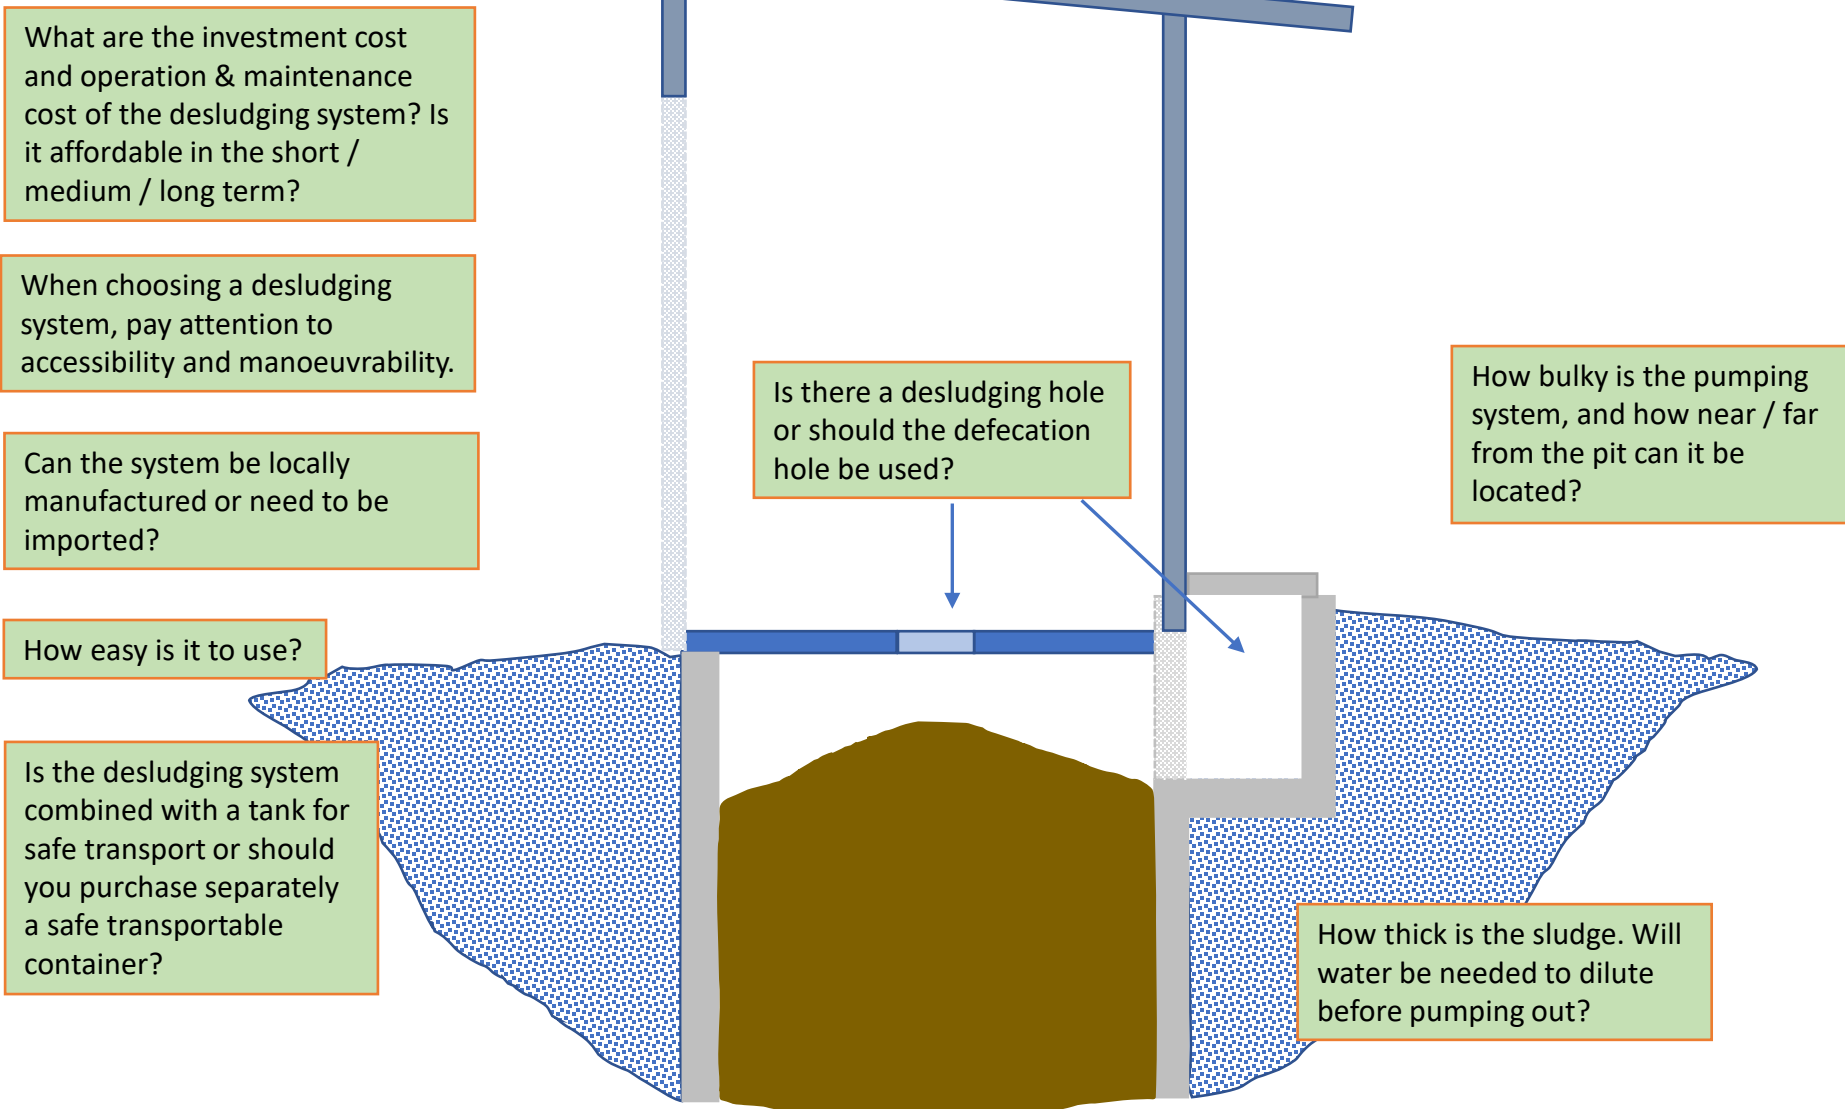 What are the investment cost
and operation & maintenance
cost of the desludging system? Is
it affordable in the short /
medium / long term?
When choosing a desludging
system, pay attention to
accessibility and manoeuvrability.
Can the system be locally
manufactured or need to be
imported?
How easy is it to use?
Is the desludging system
combined with a tank for
safe transport or should
you purchase separately
a safe transportable
container?
Is there a desludging hole
or should the defecation
hole be used?
How bulky is the pumping
system, and how near / far
from the pit can it be
located?
How thick is the sludge. Will
water be needed to dilute
before pumping out?